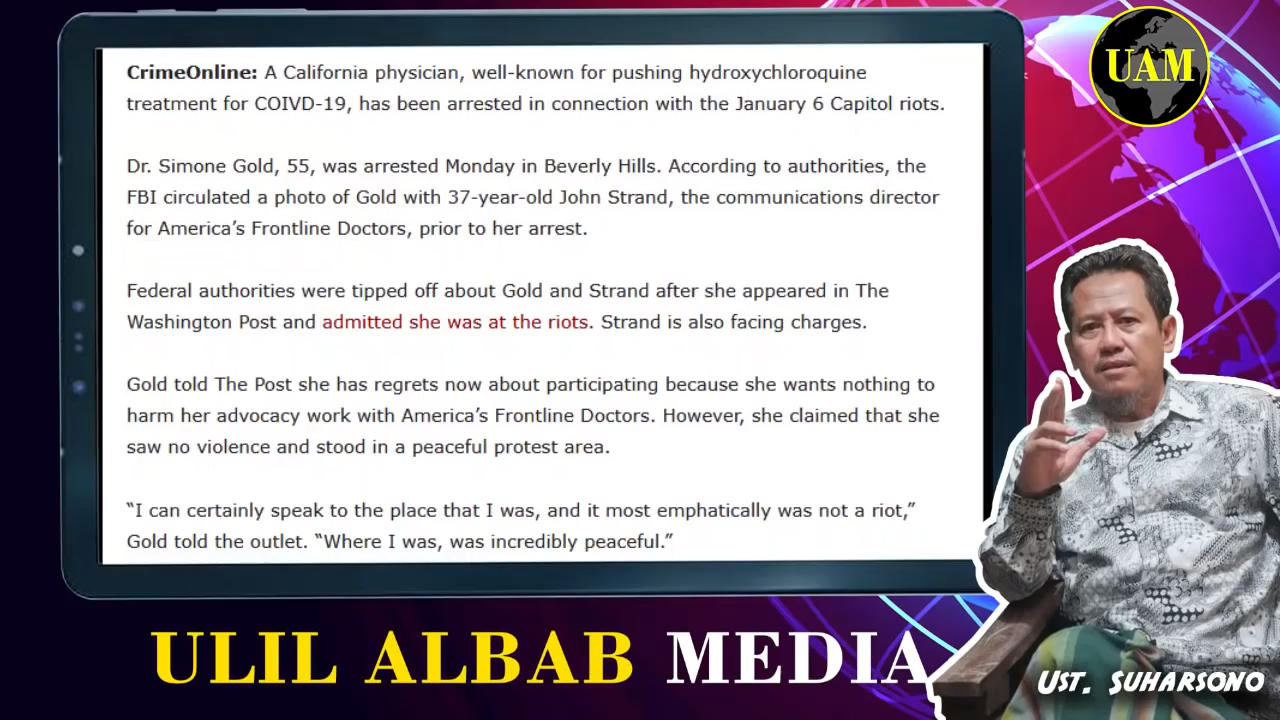 CrimeOnline: A California physician, well-known for pushing hydroxychloroquine
treatment for COIVD-19, has been arrested in connection with the January 6 Capitol riots.
Dr. Simone Gold, 55, was arrested Monday in Beverly Hills. According to authorities, the
FBI circulated a photo of Gold with 37-year-old John Strand, the communications director
for America’s Frontline Doctors, prior to her arrest.
Federal authorities were tipped off about Gold and Strand after she appeared in The
Washington Post and admitted she was at the riots. Strand is also facing charges.
Gold told The Post she has regrets now about participating because she wants nothing to
harm her advocacy work with America’s Frontline Doctors. However, she claimed that she
saw no violence and stood in a peaceful protest area.
“I can certainly speak to the place that I was, and it most emphatically was not a riot,”
Gold told the outlet. “Where I was, was incredibly peaceful.”
UAM
ULIL ALBAB MEDIA
UST. SUHARSONO